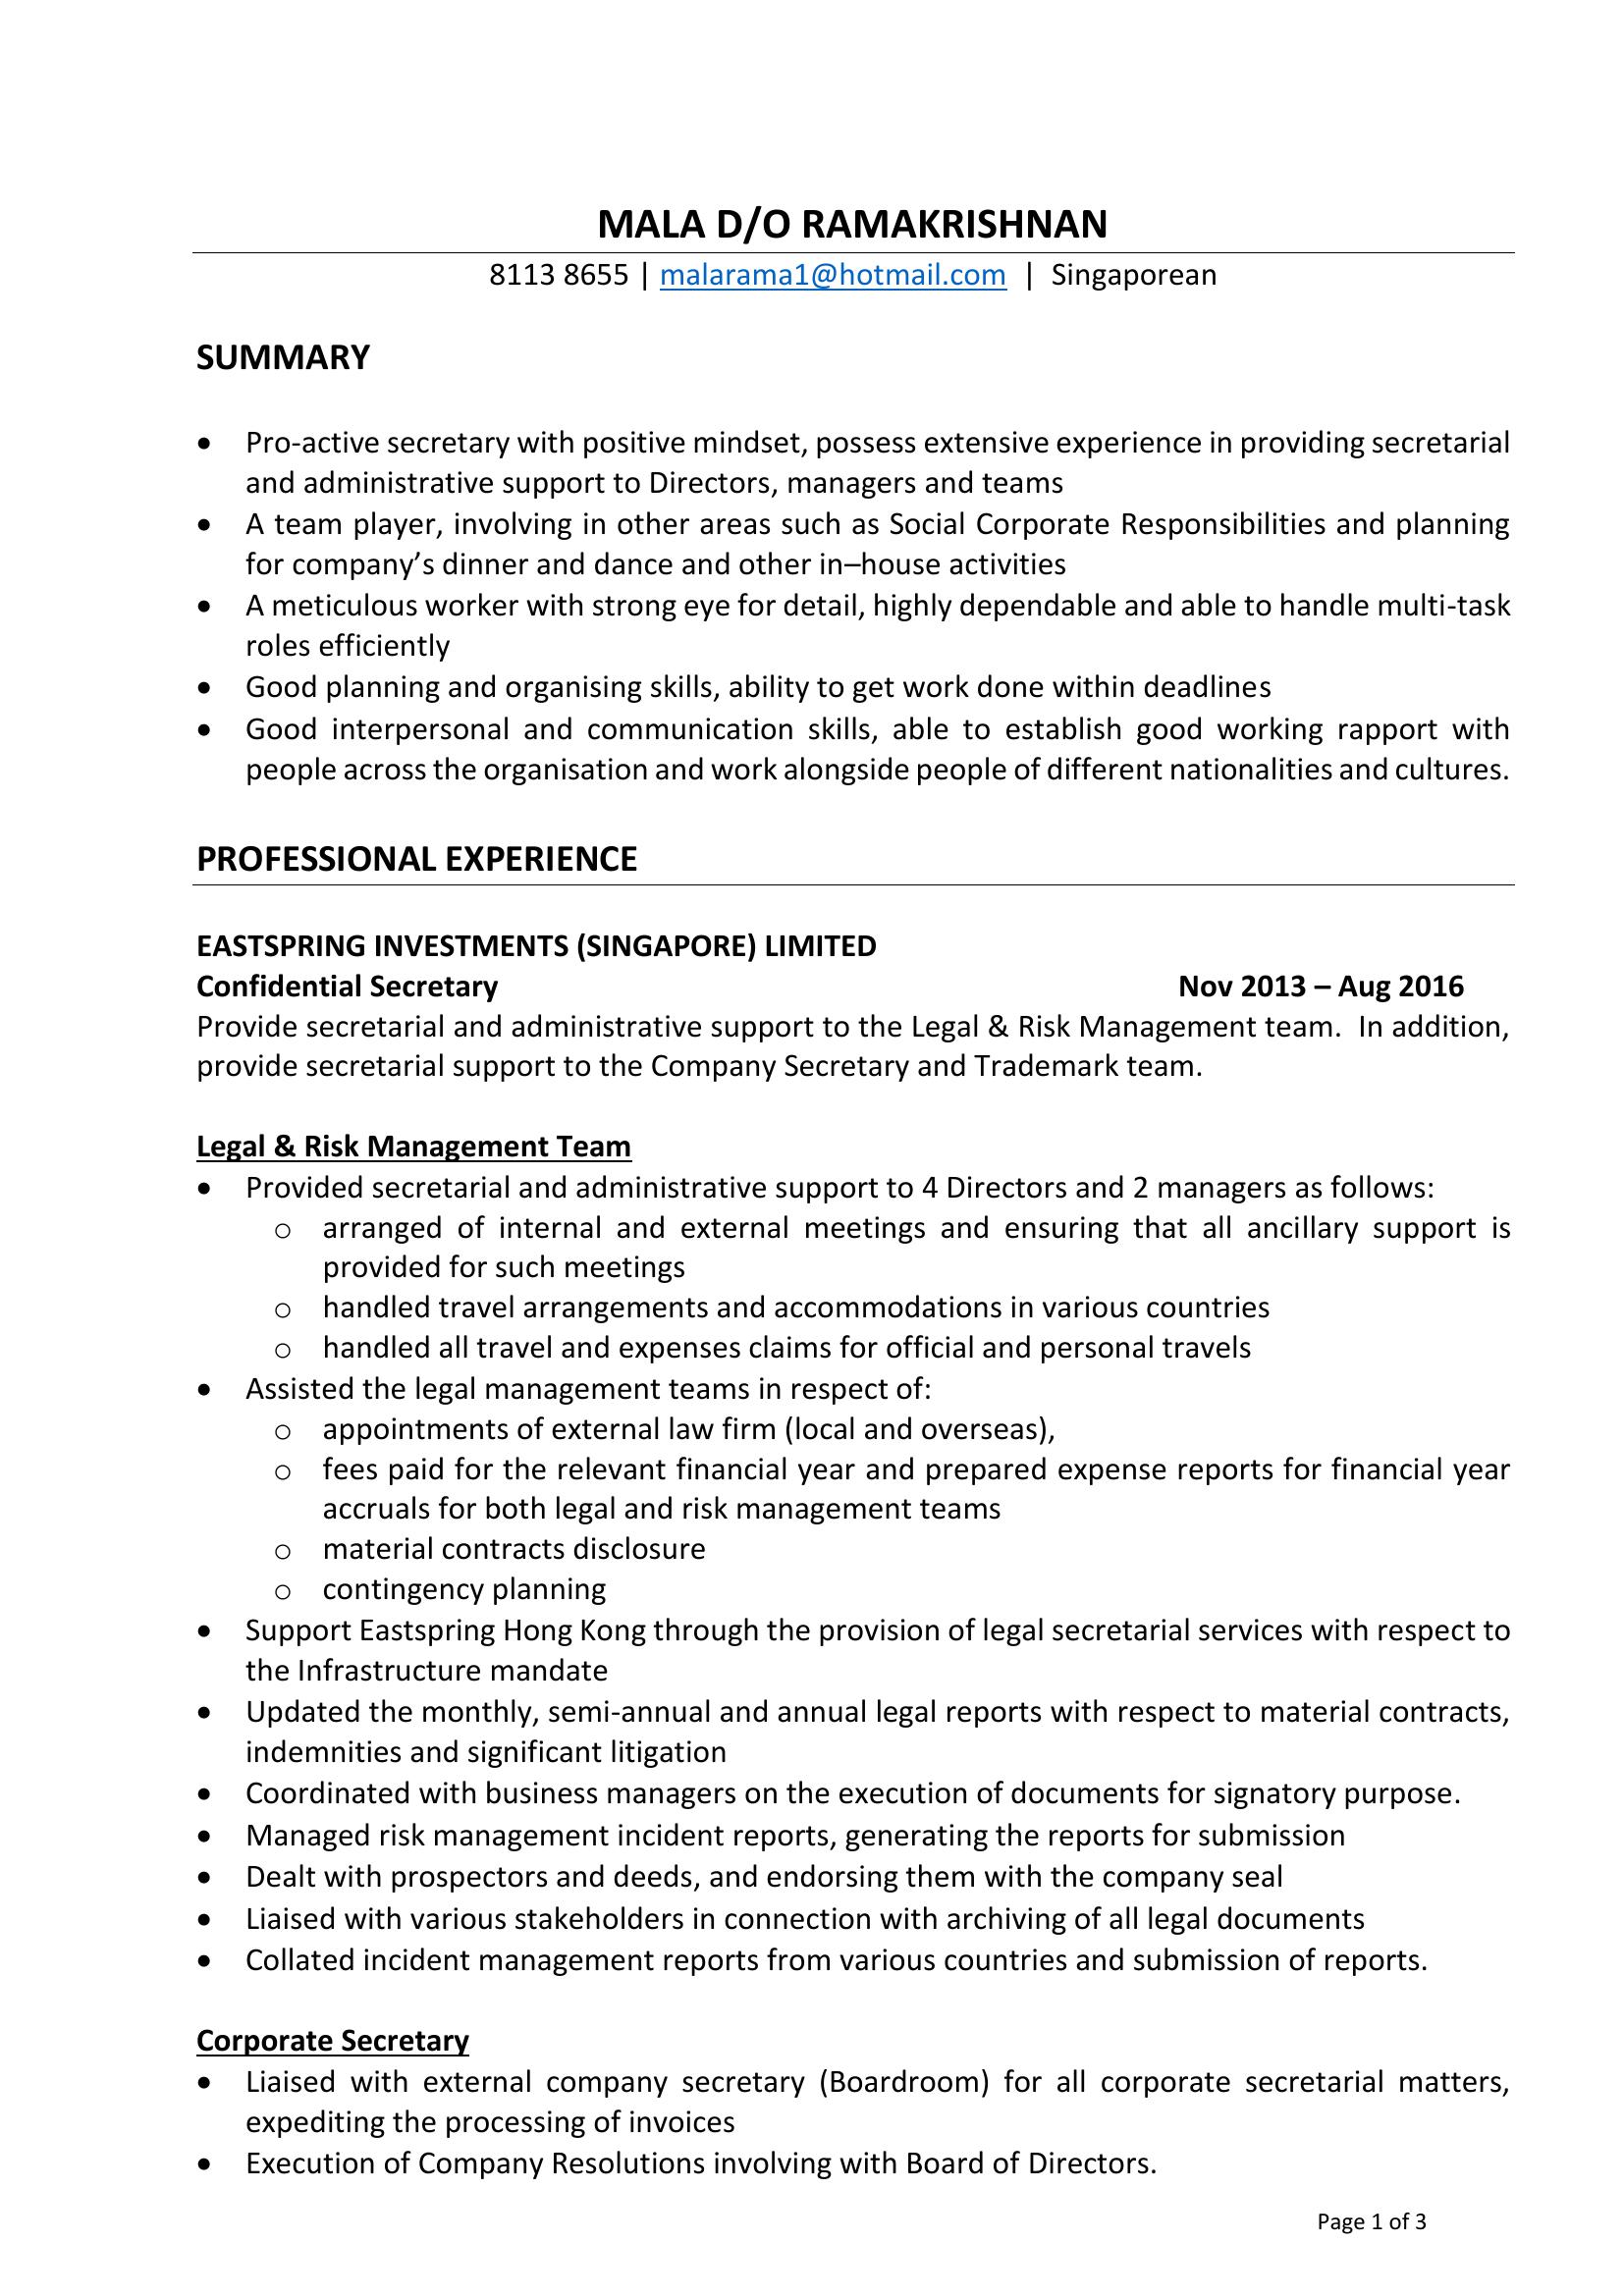 MALA D/O RAMAKRISHNAN
8113 8655 | malarama1@hotmail.com | Singaporean
SUMMARY
• Pro-active secretary with positive mindset, possess extensive experience in providing secretarial
and administrative support to Directors, managers and teams
• A team player, involving in other areas such as Social Corporate Responsibilities and planning
for company’s dinner and dance and other in–house activities
• A meticulous worker with strong eye for detail, highly dependable and able to handle multi-task
roles efficiently
• Good planning and organising skills, ability to get work done within deadlines
• Good interpersonal and communication skills, able to establish good working rapport with
people across the organisation and work alongside people of different nationalities and cultures.
PROFESSIONAL EXPERIENCE
EASTSPRING INVESTMENTS (SINGAPORE) LIMITED
Confidential Secretary Nov 2013 – Aug 2016
Provide secretarial and administrative support to the Legal & Risk Management team. In addition,
provide secretarial support to the Company Secretary and Trademark team.
Legal & Risk Management Team
• Provided secretarial and administrative support to 4 Directors and 2 managers as follows:
o arranged of internal and external meetings and ensuring that all ancillary support is
provided for such meetings
o handled travel arrangements and accommodations in various countries
o handled all travel and expenses claims for official and personal travels
• Assisted the legal management teams in respect of:
o appointments of external law firm (local and overseas),
o fees paid for the relevant financial year and prepared expense reports for financial year
accruals for both legal and risk management teams
o material contracts disclosure
o contingency planning
• Support Eastspring Hong Kong through the provision of legal secretarial services with respect to
the Infrastructure mandate
• Updated the monthly, semi-annual and annual legal reports with respect to material contracts,
indemnities and significant litigation
• Coordinated with business managers on the execution of documents for signatory purpose.
• Managed risk management incident reports, generating the reports for submission
• Dealt with prospectors and deeds, and endorsing them with the company seal
• Liaised with various stakeholders in connection with archiving of all legal documents
• Collated incident management reports from various countries and submission of reports.
Corporate Secretary
• Liaised with external company secretary (Boardroom) for all corporate secretarial matters,
expediting the processing of invoices
• Execution of Company Resolutions involving with Board of Directors.
Page 1 of 3